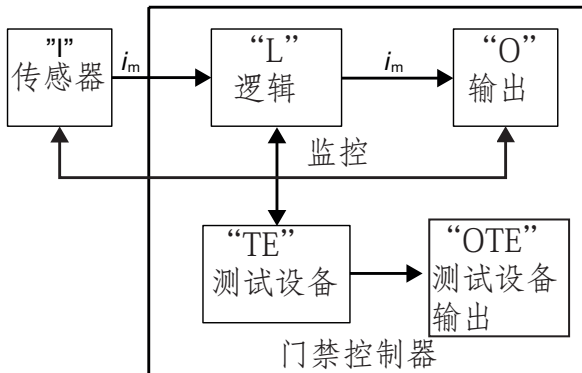 "I"
传感器
im
“L”
逻辑
im
“O”
输出
监控
“TE”
测试设备
“OTE”
测试设备
输出
门禁控制器